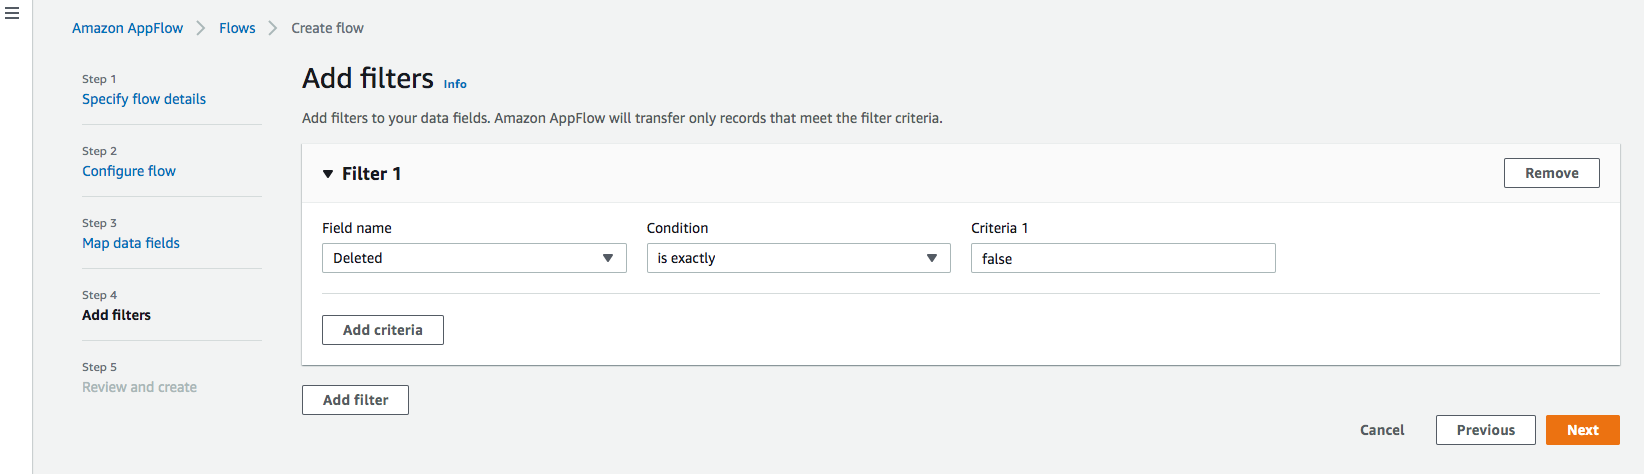 Amazon AppFlow > Flows > Create flow
Step 1
Specify flow details
Step 2
Configure flow
Step 3
Map data fields
Step 4
Add filters
Step 5
Review and create
Add filters Info
Add filters to your data fields. Amazon AppFlow will transfer only records that meet the filter criteria.
Filter 1 Remove
Field name Condition Criteria 1
Deleted is exactly false
Add criteria
Add filter
Cancel Previous Next